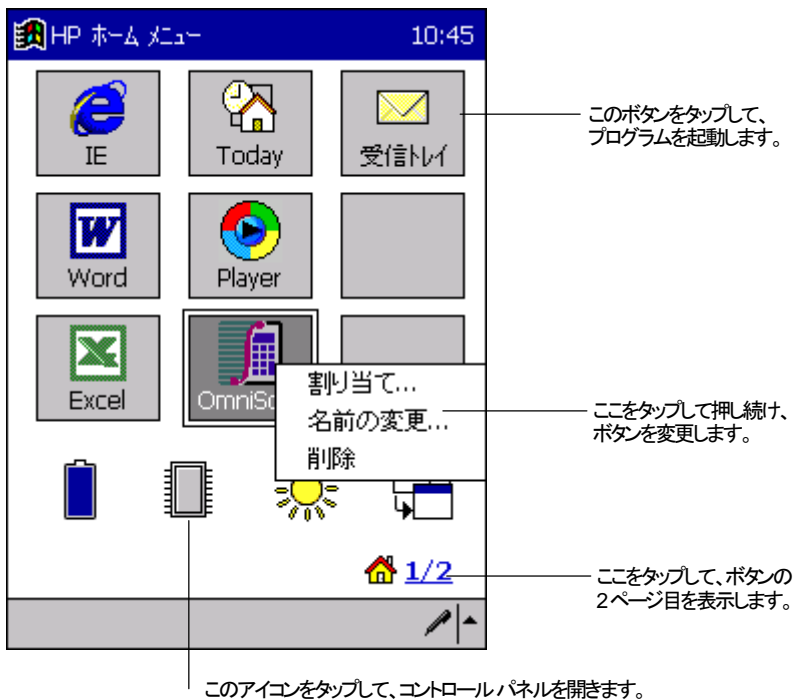 HP ホーム メニュー 10:45
IE Today 受信トレイ
このボタンをタップして、
プログラムを起動します。
Word Player
Excel
割り当て...
名前の変更...
削除
ここをタップして押し続け、
ボタンを変更します。
1/2
ここをタップして、ボタンの
2ページ目を表示します。
このアイコンをタップして、コントロール パネルを開きます。